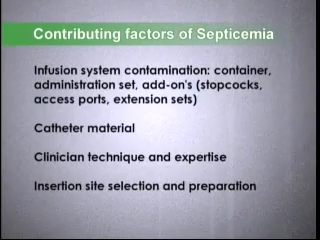 Contributing factors of Septicemia
Infusion system contamination: container,
administration set, add-on's (stopcocks,
access ports, extension sets)
Catheter material
Clinician technique and expertise
Insertion site selection and preparation